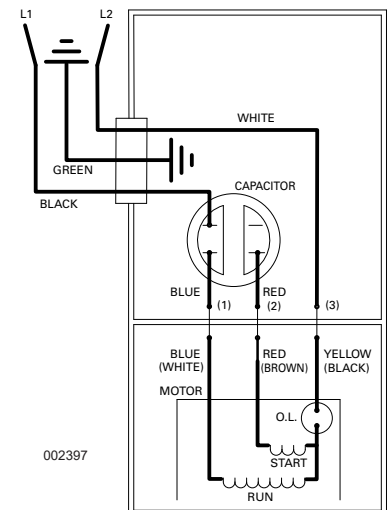 L1
L2
WHITE
GREEN
CAPACITOR
BLACK
BLUE
RED
(1)
(2)
(3)
BLUE
(WHITE)
RED
(BROWN)
YELLOW
(BLACK)
MOTOR
O.L.
002397
START
RUN